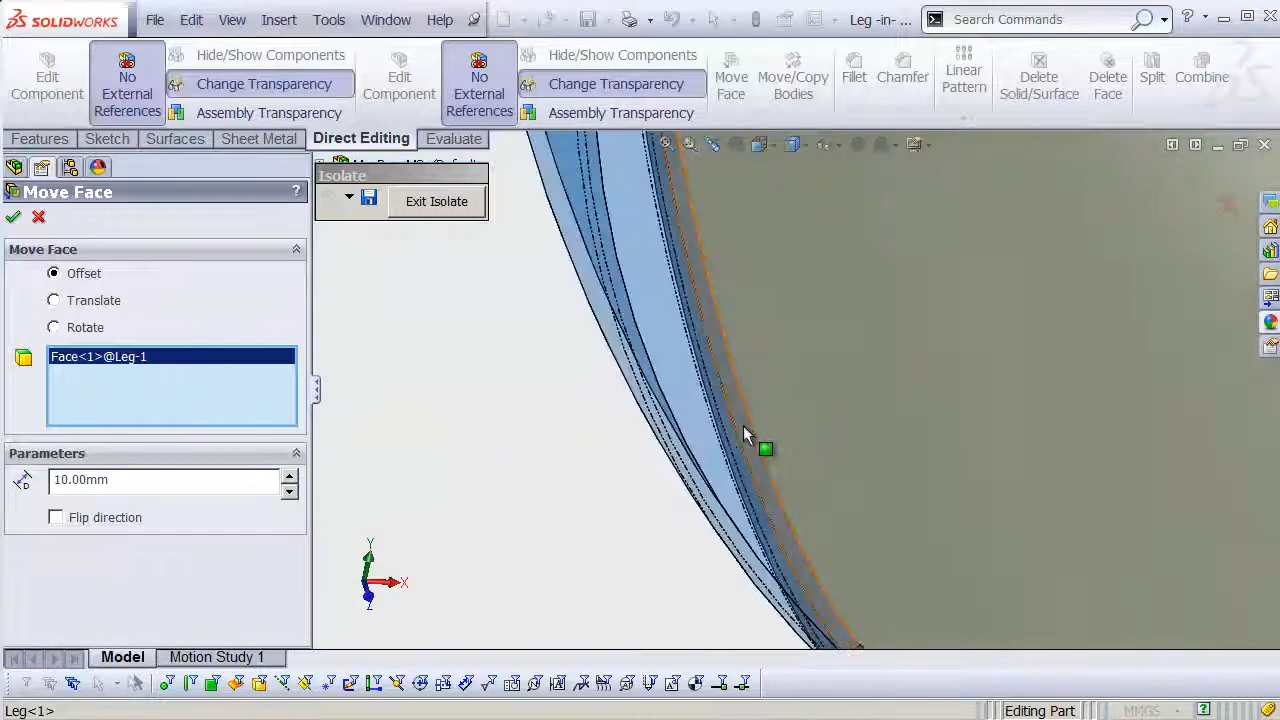 SOLIDWORKS File Edit View Insert Tools Window Help Leg -in- ... Search Commands
Edit Component
No External References
Hide/Show Components
Change Transparency
Assembly Transparency
Edit Component
No External References
Hide/Show Components
Change Transparency
Assembly Transparency
Move Face
Move/Copy Bodies
Fillet
Chamfer
Linear Pattern
Delete Solid/Surface
Delete Face
Split
Combine
Features Sketch Surfaces Sheet Metal Direct Editing Evaluate
Move Face ?
Isolate
Exit Isolate
Move Face
Offset
Translate
Rotate
Face<1>@Leg-1
Parameters
10.00mm
Flip direction
Y
X
Z
Model Motion Study 1
Leg<1> Editing Part MMGS